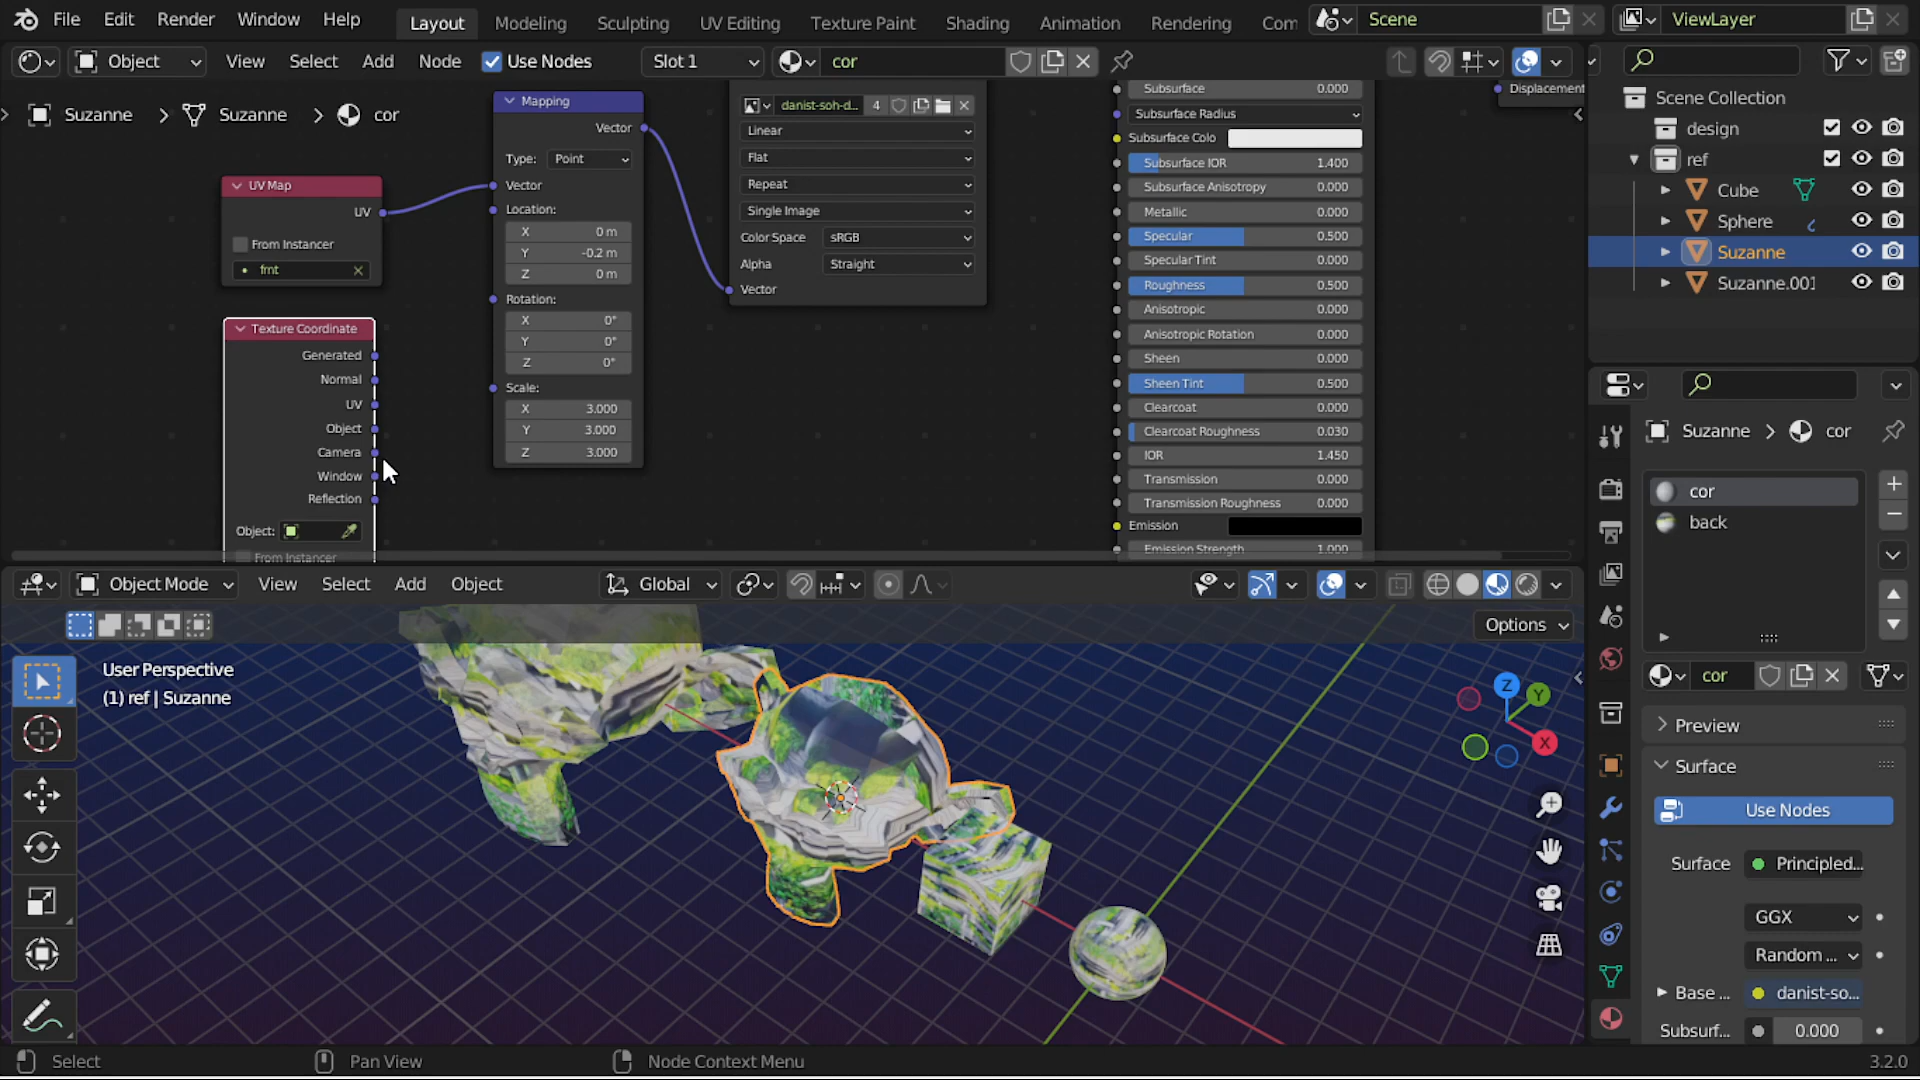 File Edit Render Window Help Layout Modeling Sculpting UV Editing Texture Paint Shading Animation Rendering Com Scene ViewLayer
Object View Select Add Node Use Nodes Slot 1 cor
Suzanne > Suzanne > cor
UV Map
UV
From Instancer
frnt
Texture Coordinate
Generated
Normal
UV
Object
Camera
Window
Reflection
Object:
From Instancer
Mapping
Vector
Type: Point
Vector
Location:
X 0 m
Y -0.2 m
Z 0 m
Rotation:
X 0°
Y 0°
Z 0°
Scale:
X 3.000
Y 3.000
Z 3.000
danist-soh-d... 4
Linear
Flat
Repeat
Single Image
Color Space sRGB
Alpha Straight
Vector
Subsurface 0.000
Subsurface Radius
Subsurface Colo
Subsurface IOR 1.400
Subsurface Anisotropy 0.000
Metallic 0.000
Specular 0.500
Specular Tint 0.000
Roughness 0.500
Anisotropic 0.000
Anisotropic Rotation 0.000
Sheen 0.000
Sheen Tint 0.500
Clearcoat 0.000
Clearcoat Roughness 0.030
IOR 1.450
Transmission 0.000
Transmission Roughness 0.000
Emission
Emission Strength 1.000
Displacement
Scene Collection
design
ref
Cube
Sphere
Suzanne
Suzanne.001
Object Mode View Select Add Object Global
Options
User Perspective
(1) ref | Suzanne
Z
Y
X
Suzanne > cor
cor
back
cor
Preview
Surface
Use Nodes
Surface Principled...
GGX
Random ...
Base ... danist-so...
Subsurf... 0.000
Select Pan View Node Context Menu 3.2.0